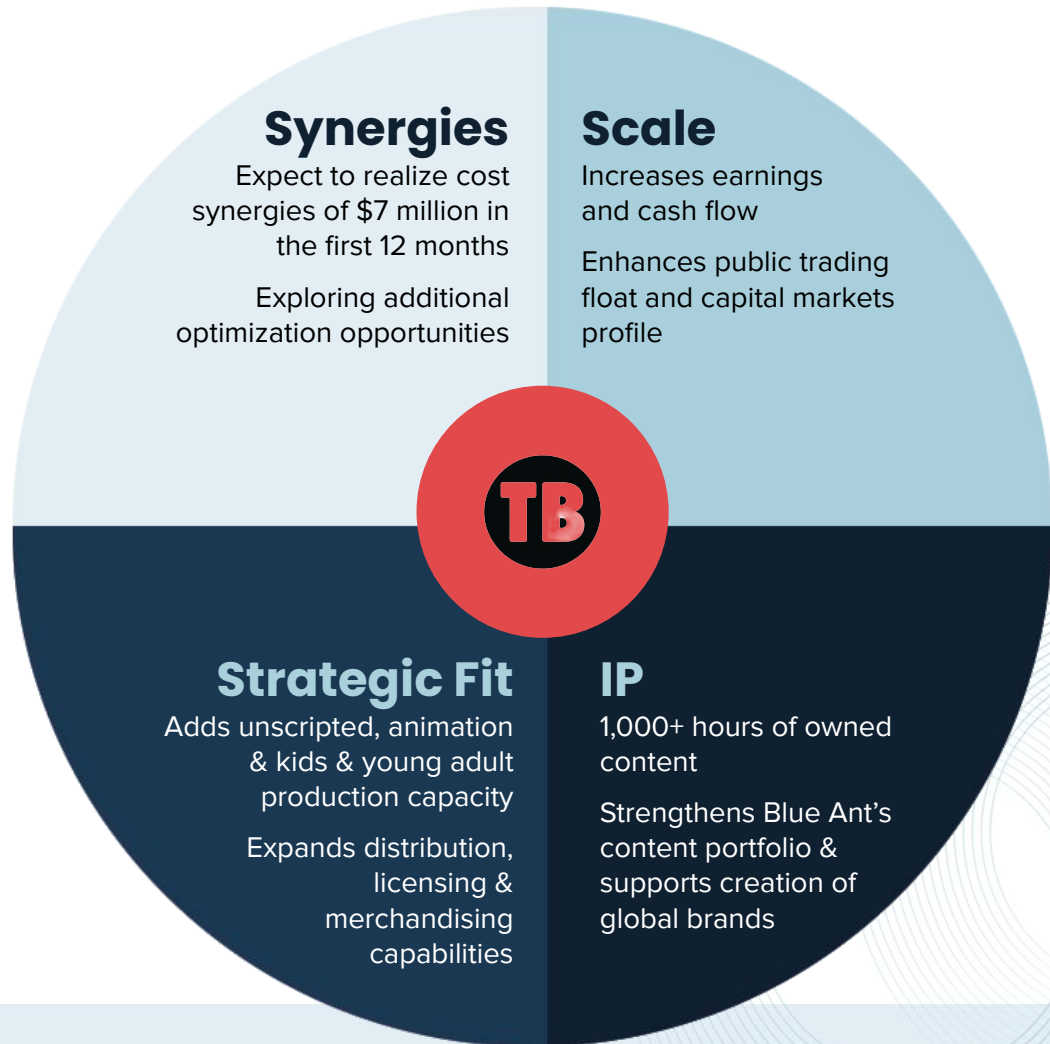 Synergies
Expect to realize cost
synergies of $7 million in
the first 12 months
Exploring additional
optimization opportunities
Scale
Increases earnings
and cash flow
Enhances public trading
float and capital markets
profile
TB
Strategic Fit
Adds unscripted, animation
& kids & young adult
production capacity
Expands distribution,
licensing &
merchandising
capabilities
IP
1,000+ hours of owned
content
Strengthens Blue Ant’s
content portfolio &
supports creation of
global brands